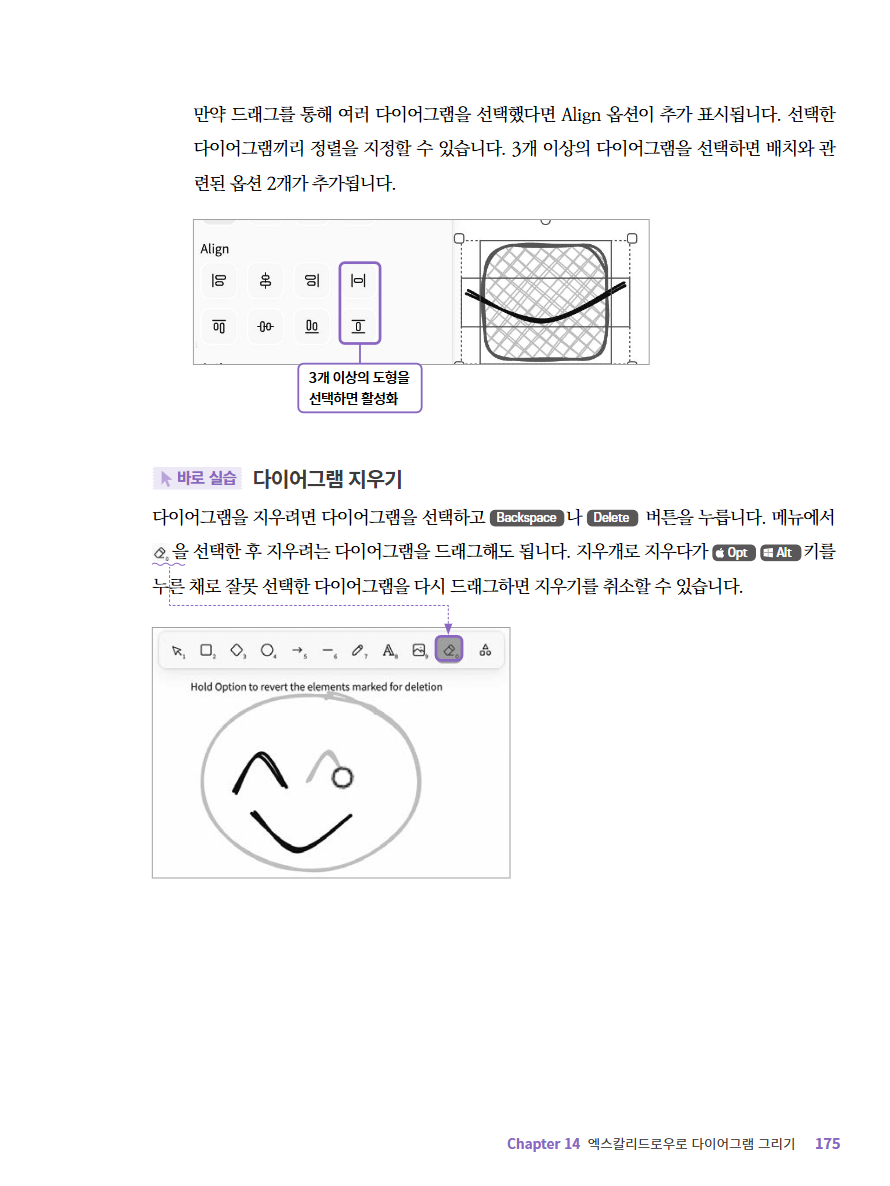 만약 드래그를 통해 여러 다이어그램을 선택했다면 Align 옵션이 추가 표시됩니다. 선택한
다이어그램끼리 정렬을 지정할 수 있습니다. 3개 이상의 다이어그램을 선택하면 배치와 관
련된 옵션 2개가 추가됩니다.
Align
3개 이상의 도형을
선택하면 활성화
바로 실습 다이어그램 지우기
다이어그램을 지우려면 다이어그램을 선택하고 Backspace 나 Delete 버튼을 누릅니다. 메뉴에서
0 을 선택한 후 지우려는 다이어그램을 드래그해도 됩니다. 지우개로 지우다가 Opt Alt 키를
누른 채로 잘못 선택한 다이어그램을 다시 드래그하면 지우기를 취소할 수 있습니다.
1 2 3 4 5 6 7 A 8 9 0
Hold Option to revert the elements marked for deletion
Chapter 14 엑스칼리드로우로 다이어그램 그리기 175